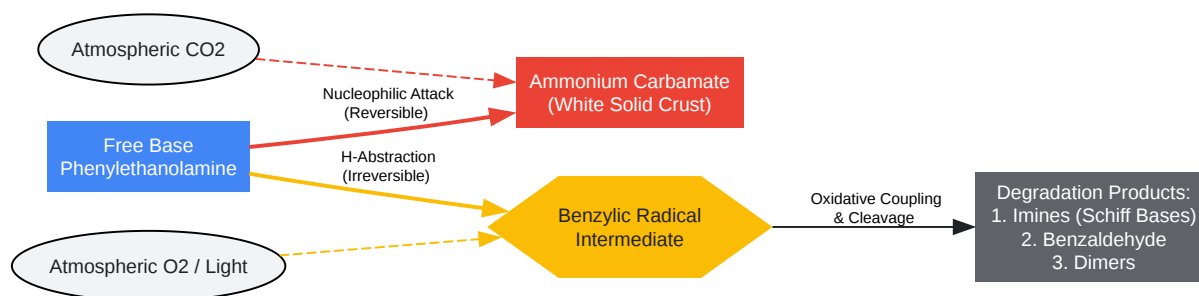 Atmospheric CO2
Ammonium Carbamate
(White Solid Crust)
Nucleophilic Attack
(Reversible)
Free Base
Phenylethanolamine
H-Abstraction
(Irreversible)
Benzylic Radical
Intermediate
Oxidative Coupling
& Cleavage
Degradation Products:
1. Imines (Schiff Bases)
2. Benzaldehyde
3. Dimers
Atmospheric O2 / Light